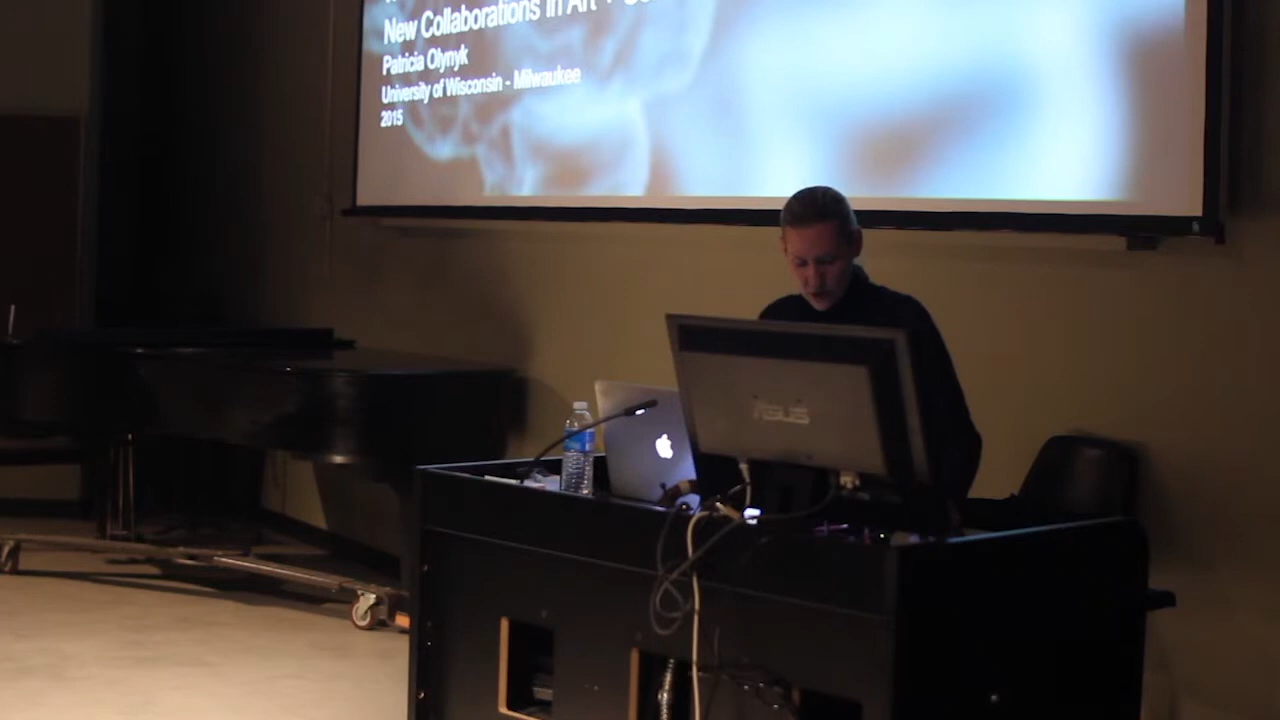 New Collaborations in Art +
Patricia Olynyk
University of Wisconsin - Milwaukee
2015
ASUS